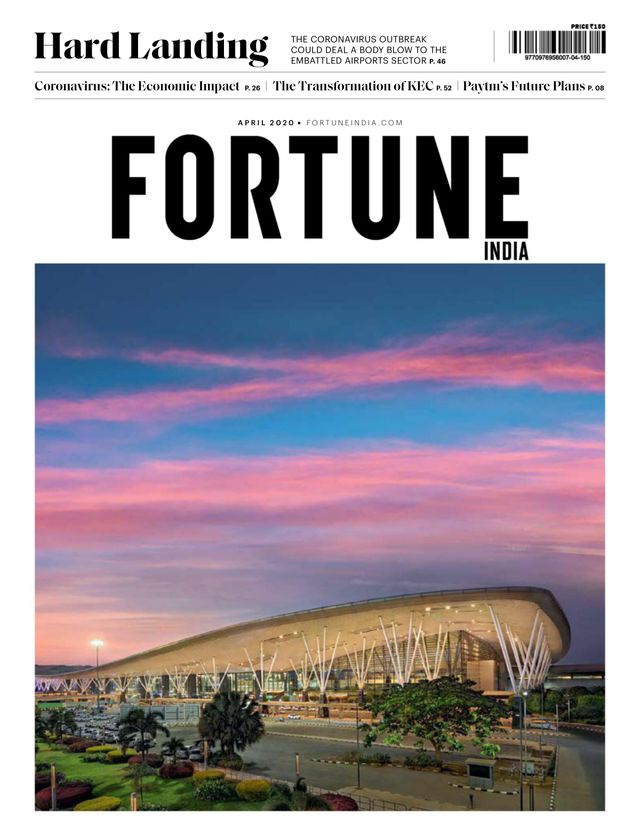 Hard Landing
THE CORONAVIRUS OUTBREAK
COULD DEAL A BODY BLOW TO THE
EMBATTLED AIRPORTS SECTOR P. 46
PRICE ₹150
9770976956007-04-150
Coronavirus: The Economic Impact P. 26 | The Transformation of KEC P. 52 | Paytm's Future Plans P. 08
APRIL 2020 • FORTUNEINDIA.COM
FORTUNE
INDIA